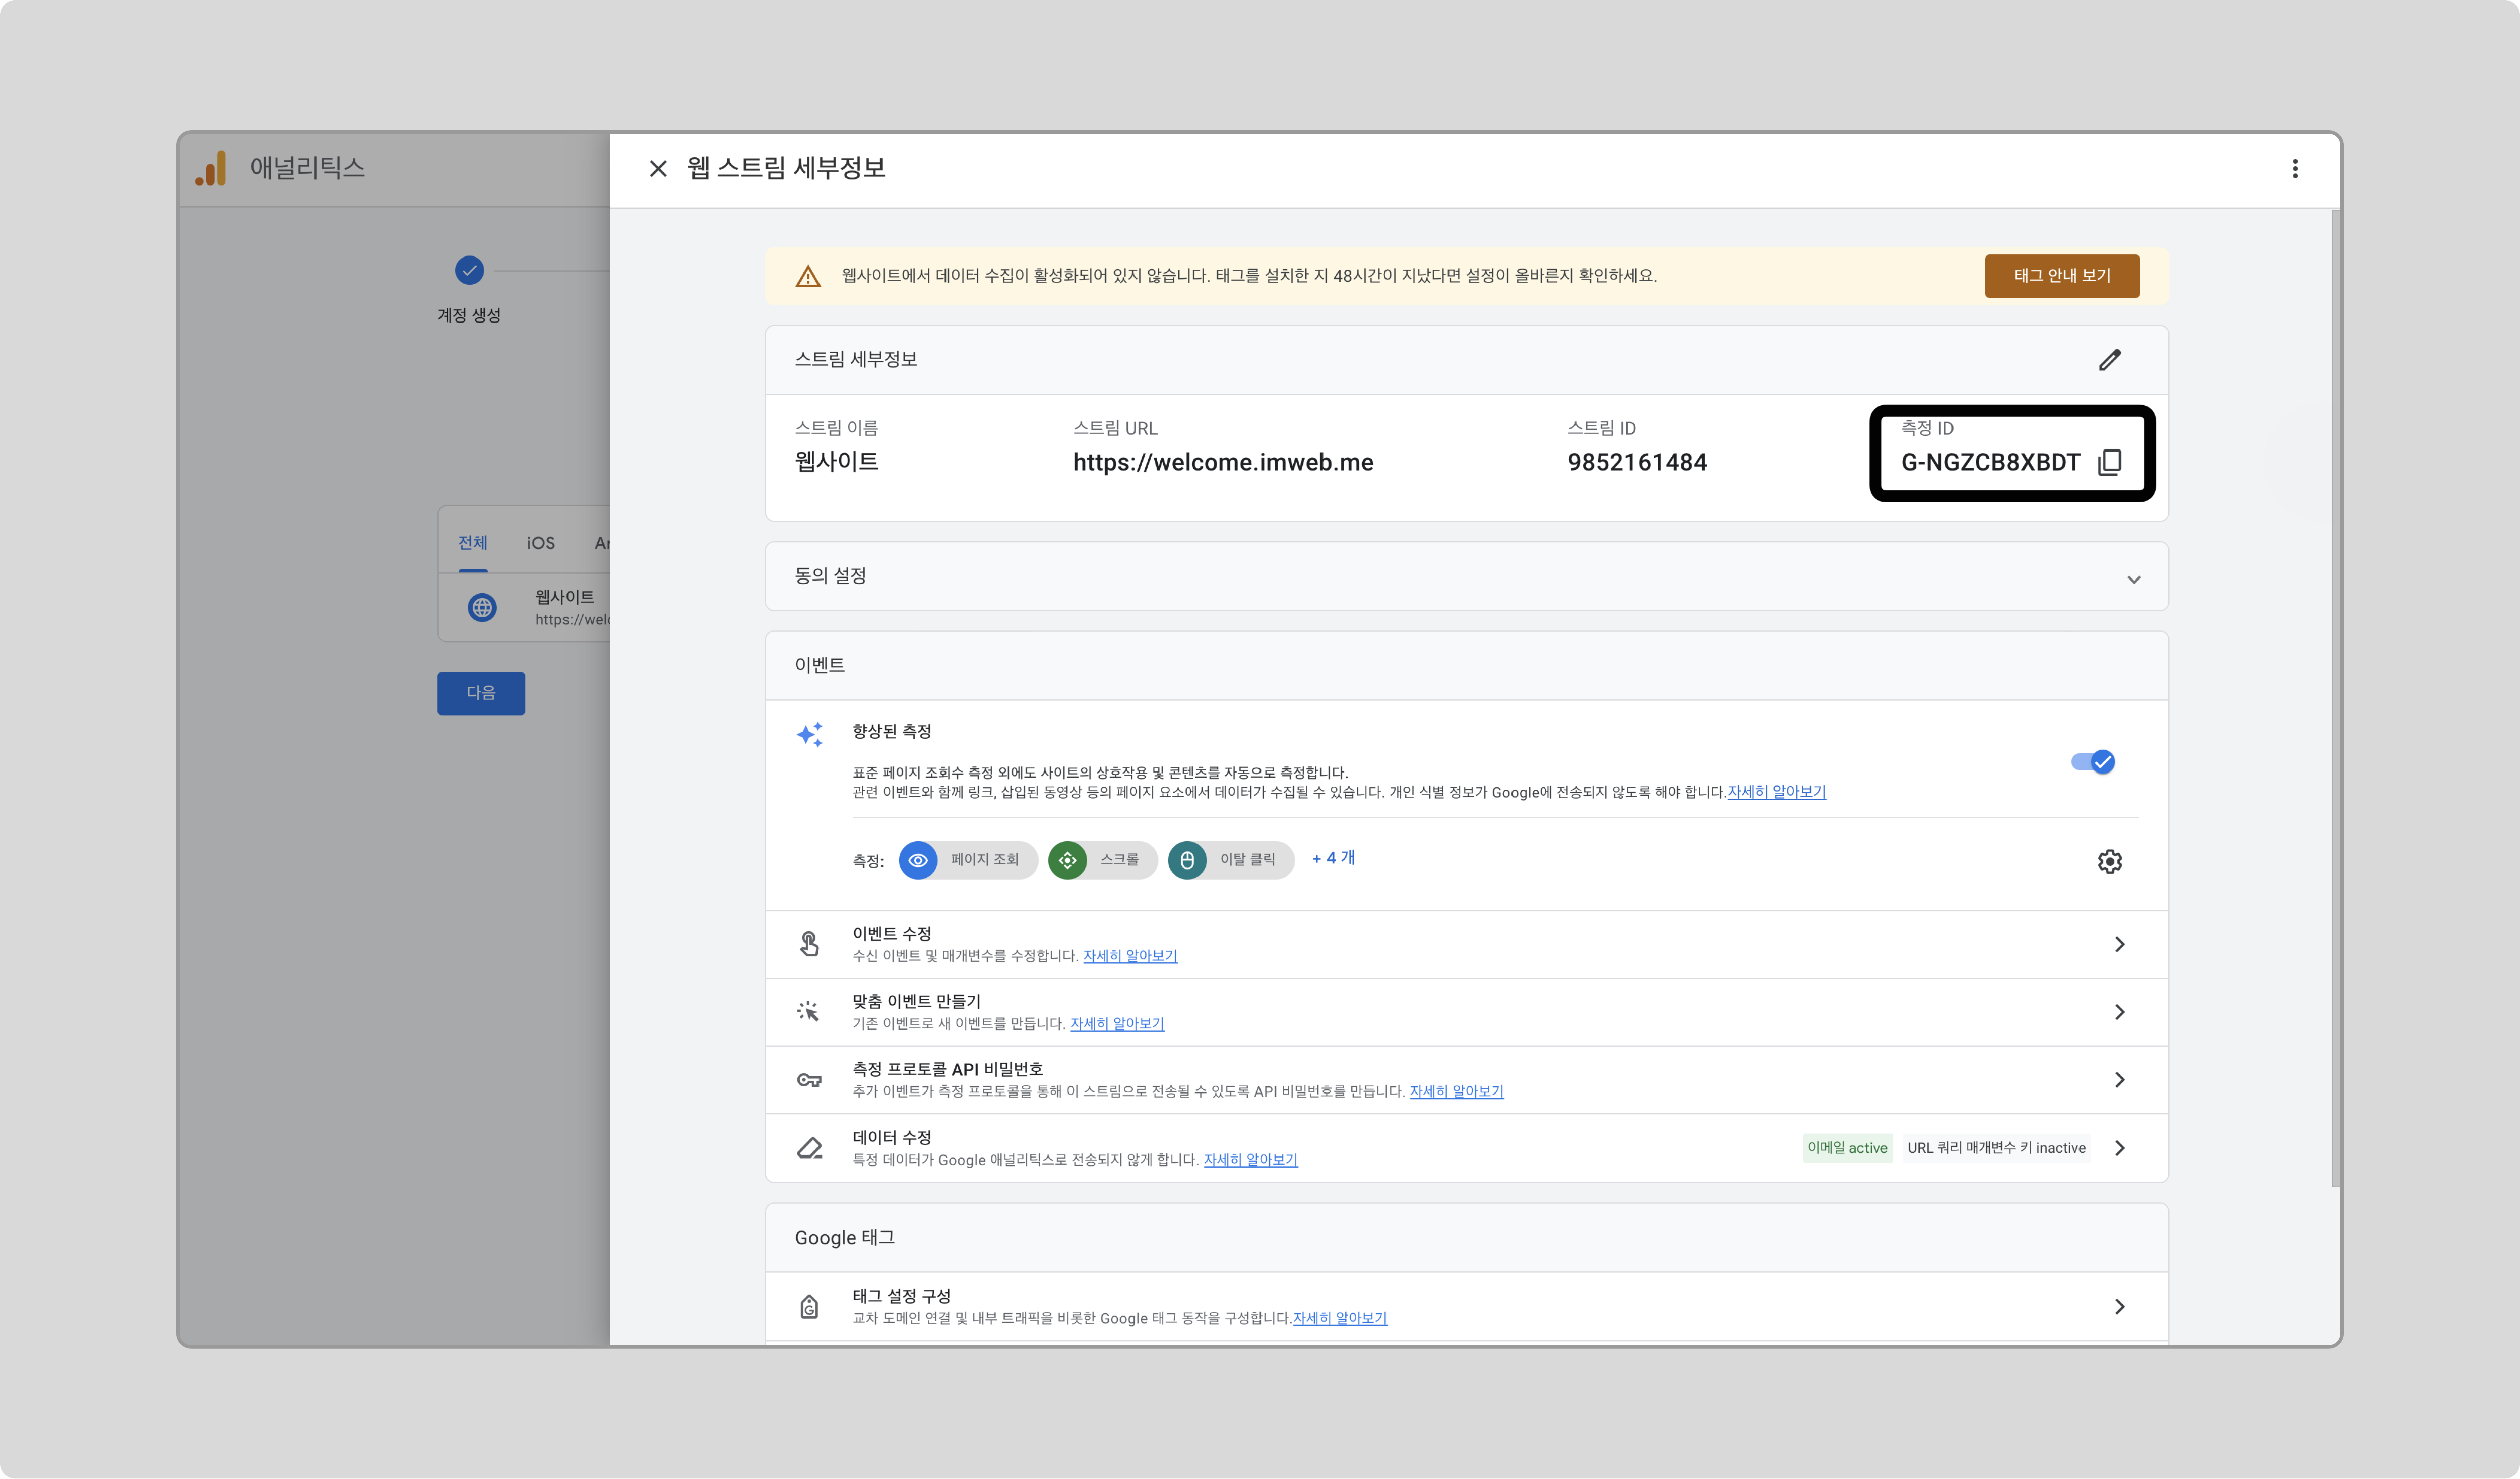 애널리틱스
계정 생성
전체 iOS
웹사이트
다음
웹 스트림 세부정보
웹사이트에서 데이터 수집이 활성화되어 있지 않습니다. 태그를 설치한 지 48시간이 지났다면 설정이 올바른지 확인하세요.
태그 안내 보기
스트림 세부정보
스트림 이름
웹사이트
스트림 URL
https://welcome.imweb.me
스트림 ID
9852161484
측정 ID
G-NGZCB8XBDT
동의 설정
이벤트
향상된 측정
표준 페이지 조회수 측정 외에도 사이트의 상호작용 및 콘텐츠를 자동으로 측정합니다.
관련 이벤트와 함께 링크, 삽입된 동영상 등의 페이지 요소에서 데이터가 수집될 수 있습니다. 개인 식별 정보가 Google에 전송되지 않도록 해야 합니다.자세히 알아보기
측정: 페이지 조회 스크롤 이탈 클릭 + 4 개
이벤트 수정
수신 이벤트 및 매개변수를 수정합니다. 자세히 알아보기
맞춤 이벤트 만들기
기존 이벤트로 새 이벤트를 만듭니다. 자세히 알아보기
측정 프로토콜 API 비밀번호
추가 이벤트가 측정 프로토콜을 통해 이 스트림으로 전송될 수 있도록 API 비밀번호를 만듭니다. 자세히 알아보기
데이터 수정
특정 데이터가 Google 애널리틱스로 전송되지 않게 합니다. 자세히 알아보기
이메일 active URL 쿼리 매개변수 키 inactive
Google 태그
태그 설정 구성
교차 도메인 연결 및 내부 트래픽을 비롯한 Google 태그 동작을 구성합니다.자세히 알아보기